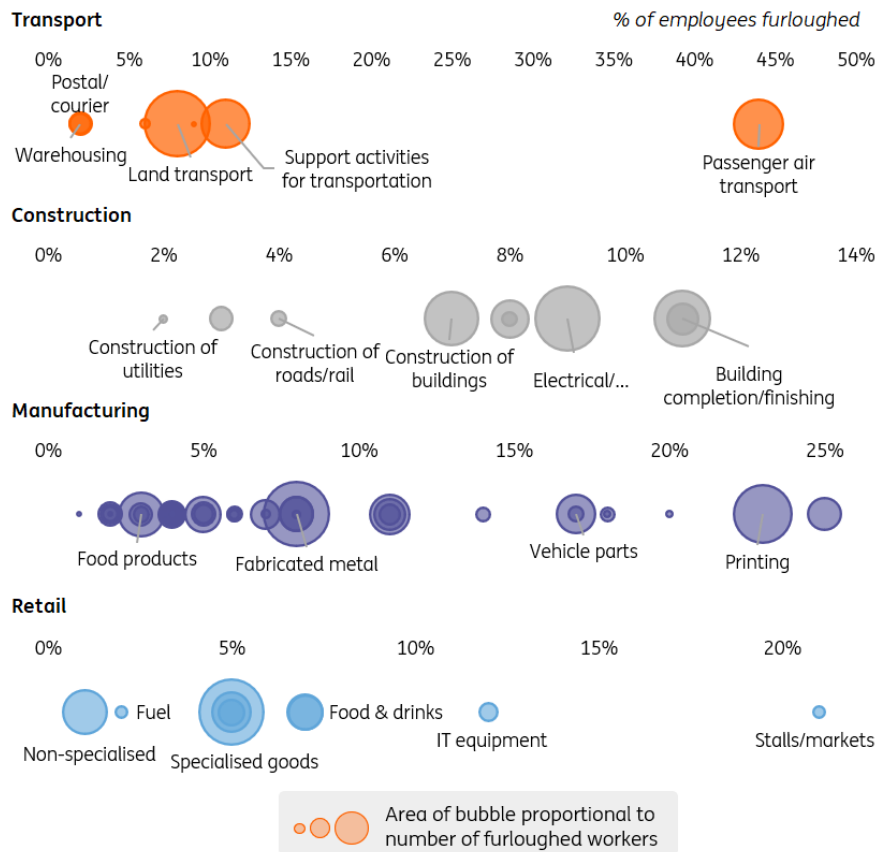 Transport
% of employees furloughed
0% 5% 10% 15% 20% 25% 30% 35% 40% 45% 50%
Postal/
courier
Warehousing
Land transport
Support activities
for transportation
Passenger air
transport
Construction
0% 2% 4% 6% 8% 10% 12% 14%
Construction of
utilities
Construction of
roads/rail
Construction of
buildings
Electrical/...
Building
completion/finishing
Manufacturing
0% 5% 10% 15% 20% 25%
Food products
Fabricated metal
Vehicle parts
Printing
Retail
0% 5% 10% 15% 20%
Non-specialised
Fuel
Specialised goods
Food & drinks
IT equipment
Stalls/markets
Area of bubble proportional to
number of furloughed workers